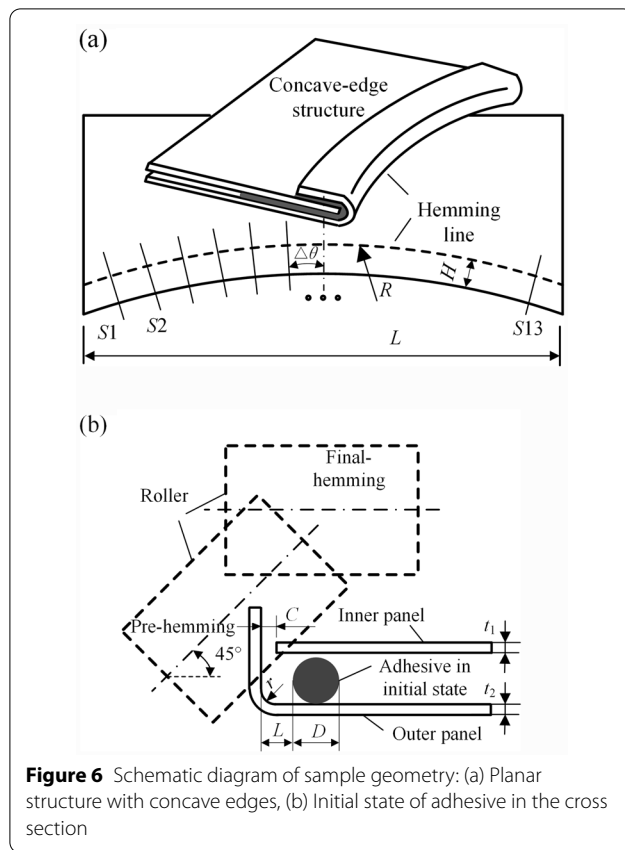 (a)
Concave-edge
structure
Hemming
line
Δθ
H
R
S1
S2
S13
L
(b)
Final-
hemming
Roller
Pre-hemming
C
Inner panel
t₁
45°
Adhesive in
initial state
r
t₂
L
D
Outer panel
Figure 6 Schematic diagram of sample geometry: (a) Planar
structure with concave edges, (b) Initial state of adhesive in the cross
section